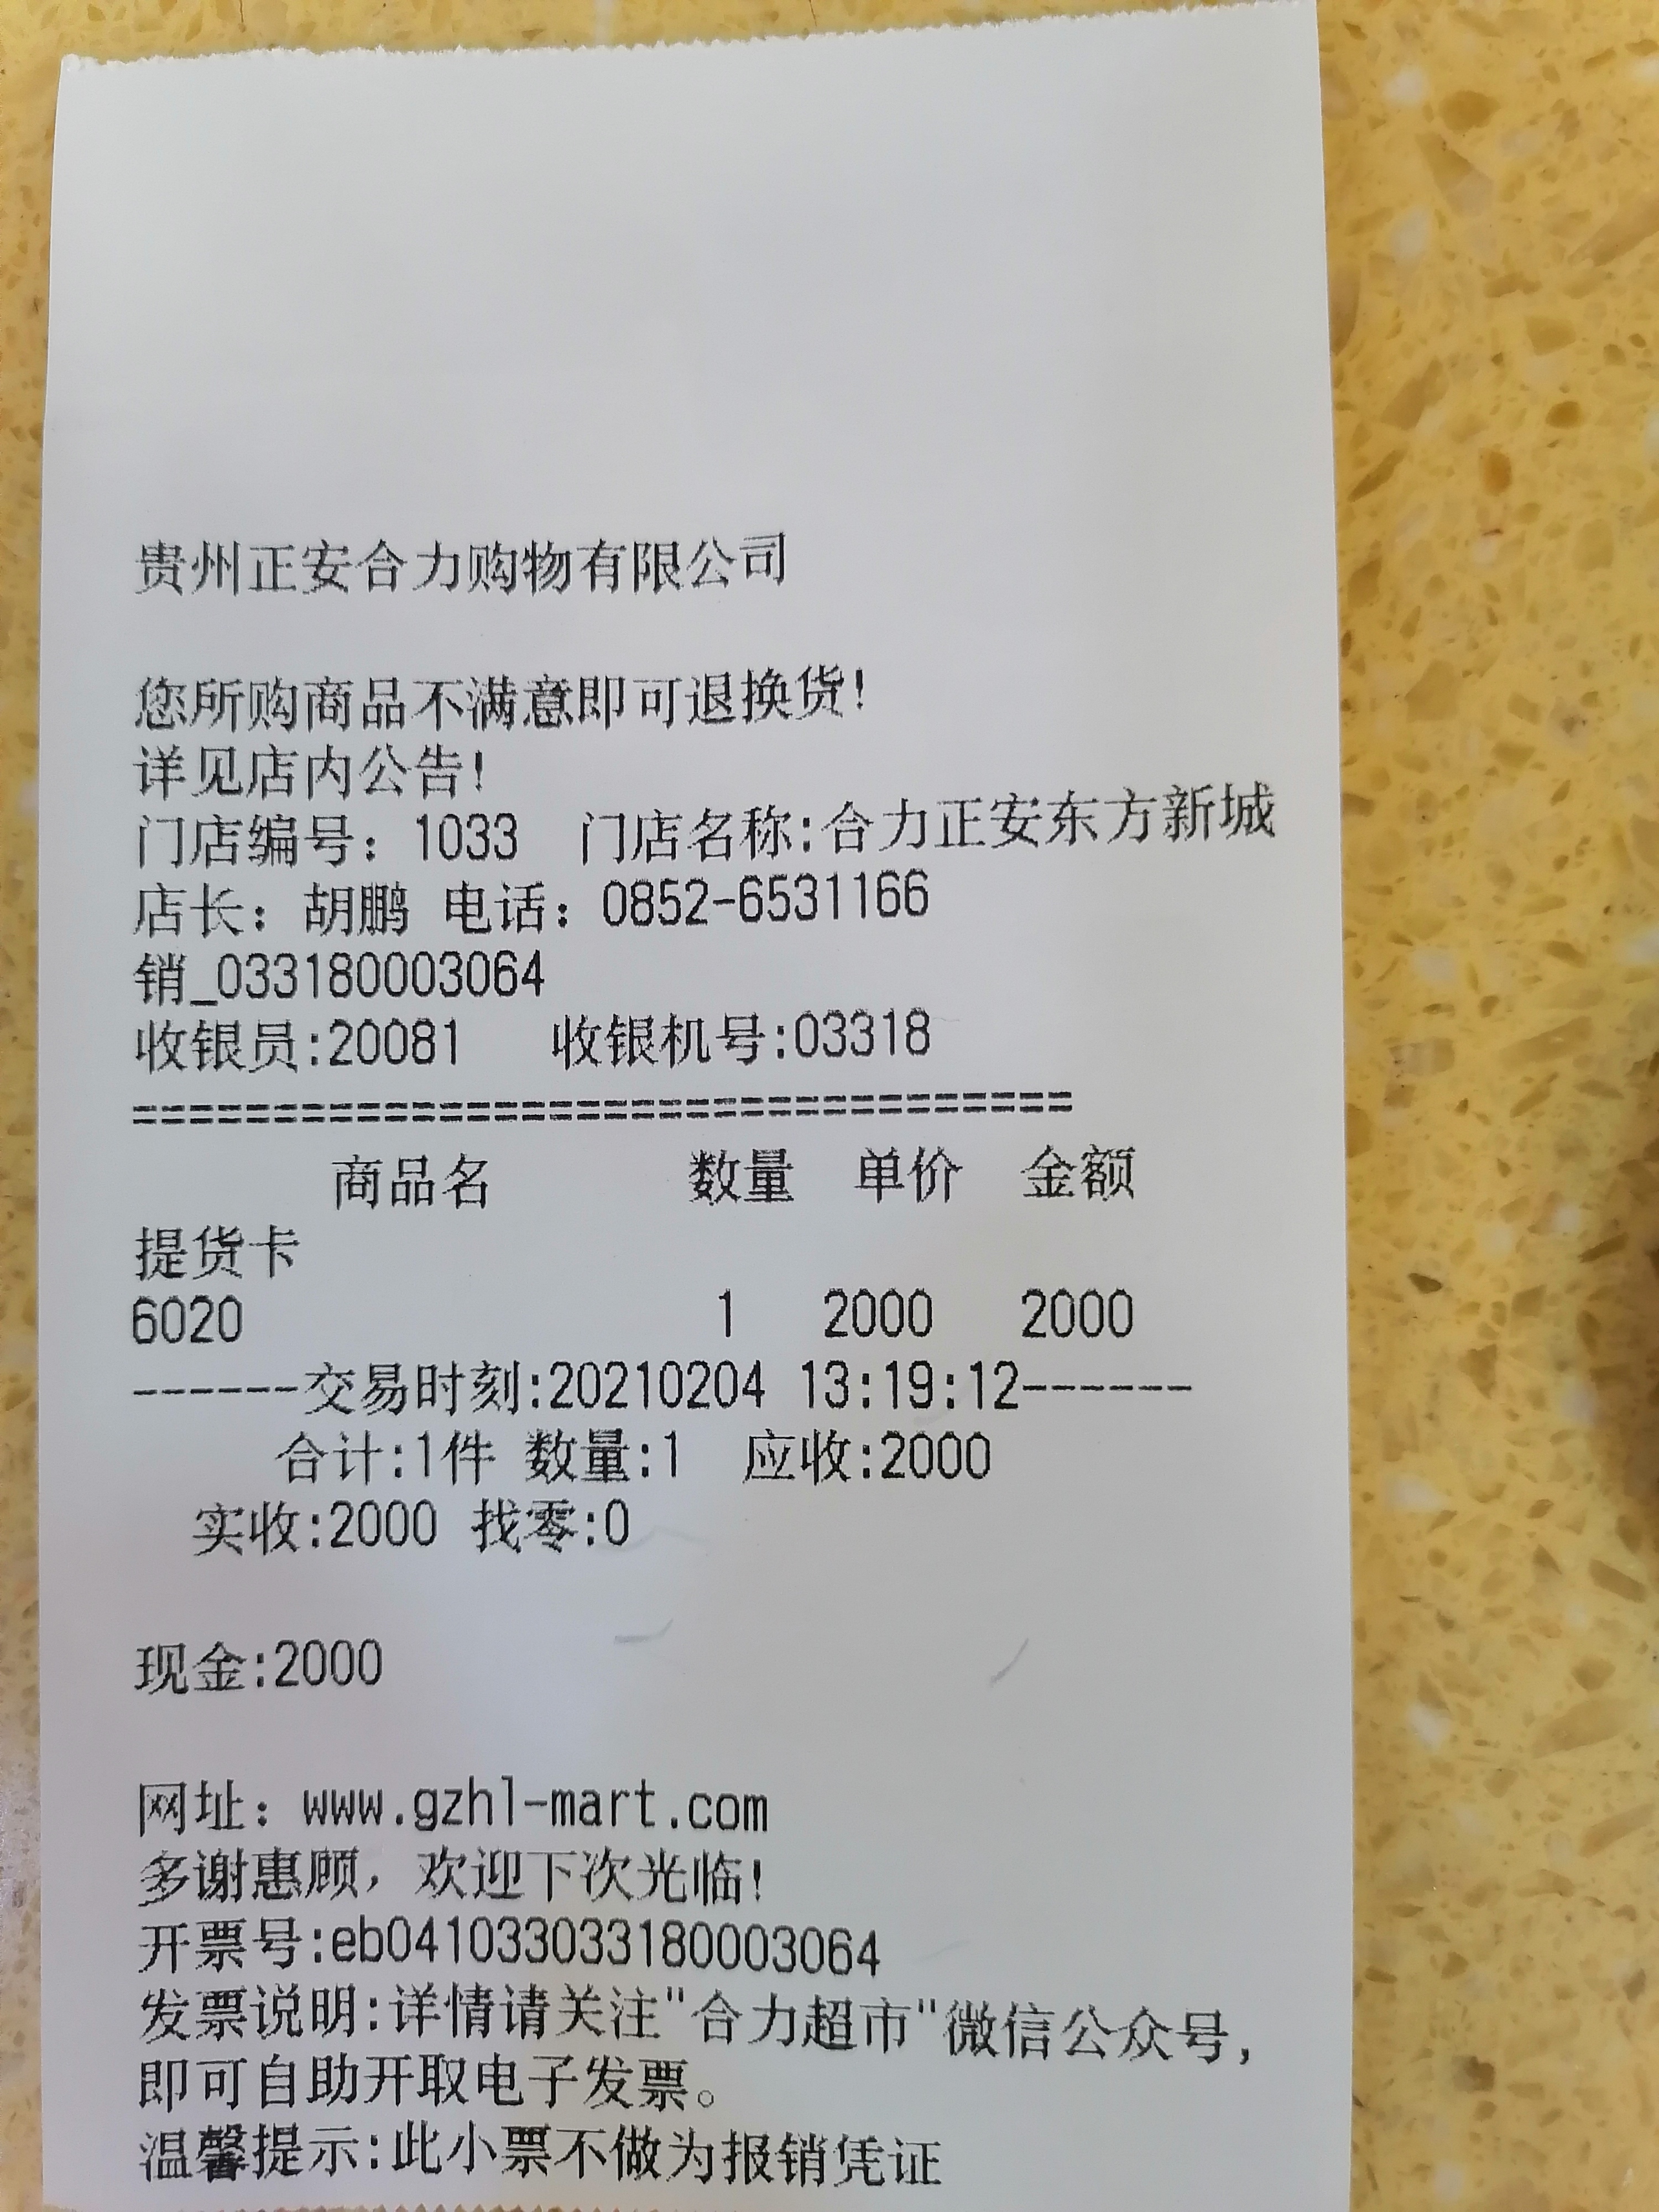 贵州正安合力购物有限公司
您所购商品不满意即可退换货!
详见店内公告!
门店编号: 1033 门店名称:合力正安东方新城
店长: 胡鹏 电话: 0852-6531166
销_033180003064
收银员:20081 收银机号:03318
==================================
商品名 数量 单价 金额
提货卡
6020 1 2000 2000
------交易时刻:20210204 13:19:12------
合计:1件 数量:1 应收:2000
实收:2000 找零:0
现金:2000
网址: www.gzhl-mart.com
多谢惠顾, 欢迎下次光临!
开票号:eb041033033180003064
发票说明:详情请关注"合力超市"微信公众号,
即可自助开取电子发票。
温馨提示:此小票不做为报销凭证